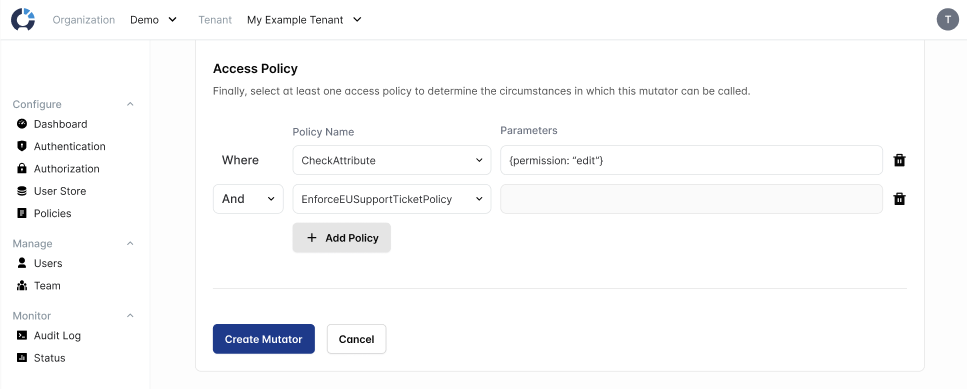 Organization Demo Tenant My Example Tenant T
Configure
Dashboard
Authentication
Authorization
User Store
Policies
Manage
Users
Team
Monitor
Audit Log
Status
Access Policy
Finally, select at least one access policy to determine the circumstances in which this mutator can be called.
Policy Name Parameters
Where CheckAttribute {permission: “edit”}
And EnforceEUSupportTicketPolicy
+ Add Policy
Create Mutator Cancel